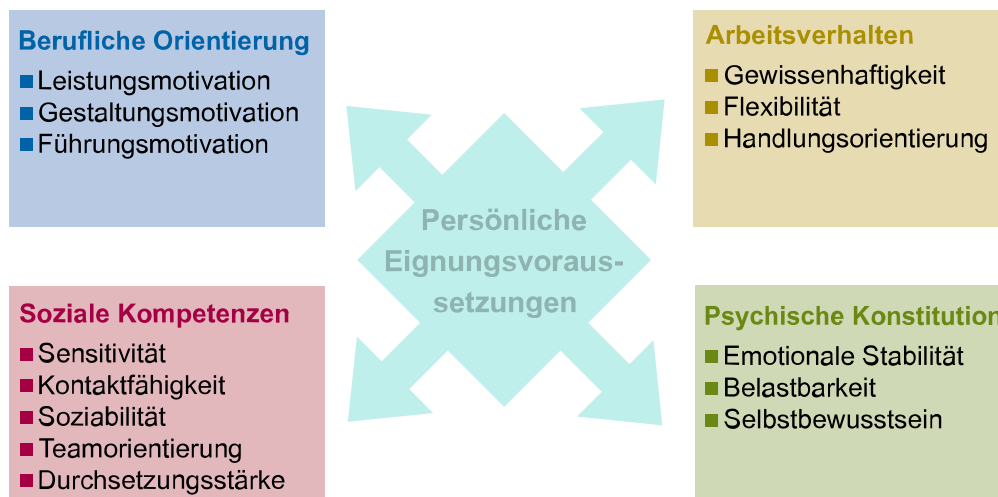 Berufliche Orientierung
Leistungsmotivation
Gestaltungsmotivation
Führungsmotivation
Arbeitsverhalten
Gewissenhaftigkeit
Flexibilität
Handlungsorientierung
Persönliche
Eignungsvoraus-
setzungen
Soziale Kompetenzen
Sensitivität
Kontaktfähigkeit
Soziabilität
Teamorientierung
Durchsetzungsstärke
Psychische Konstitution
Emotionale Stabilität
Belastbarkeit
Selbstbewusstsein